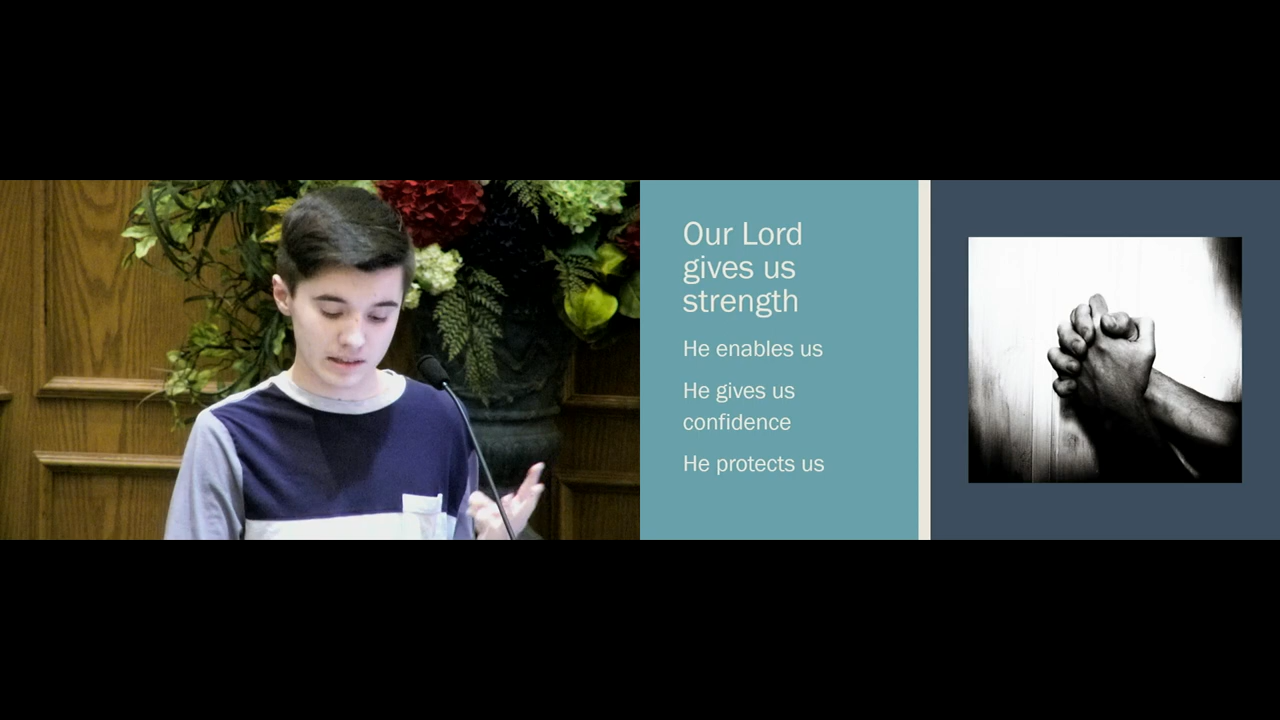 Our Lord
gives us
strength
He enables us
He gives us
confidence
He protects us